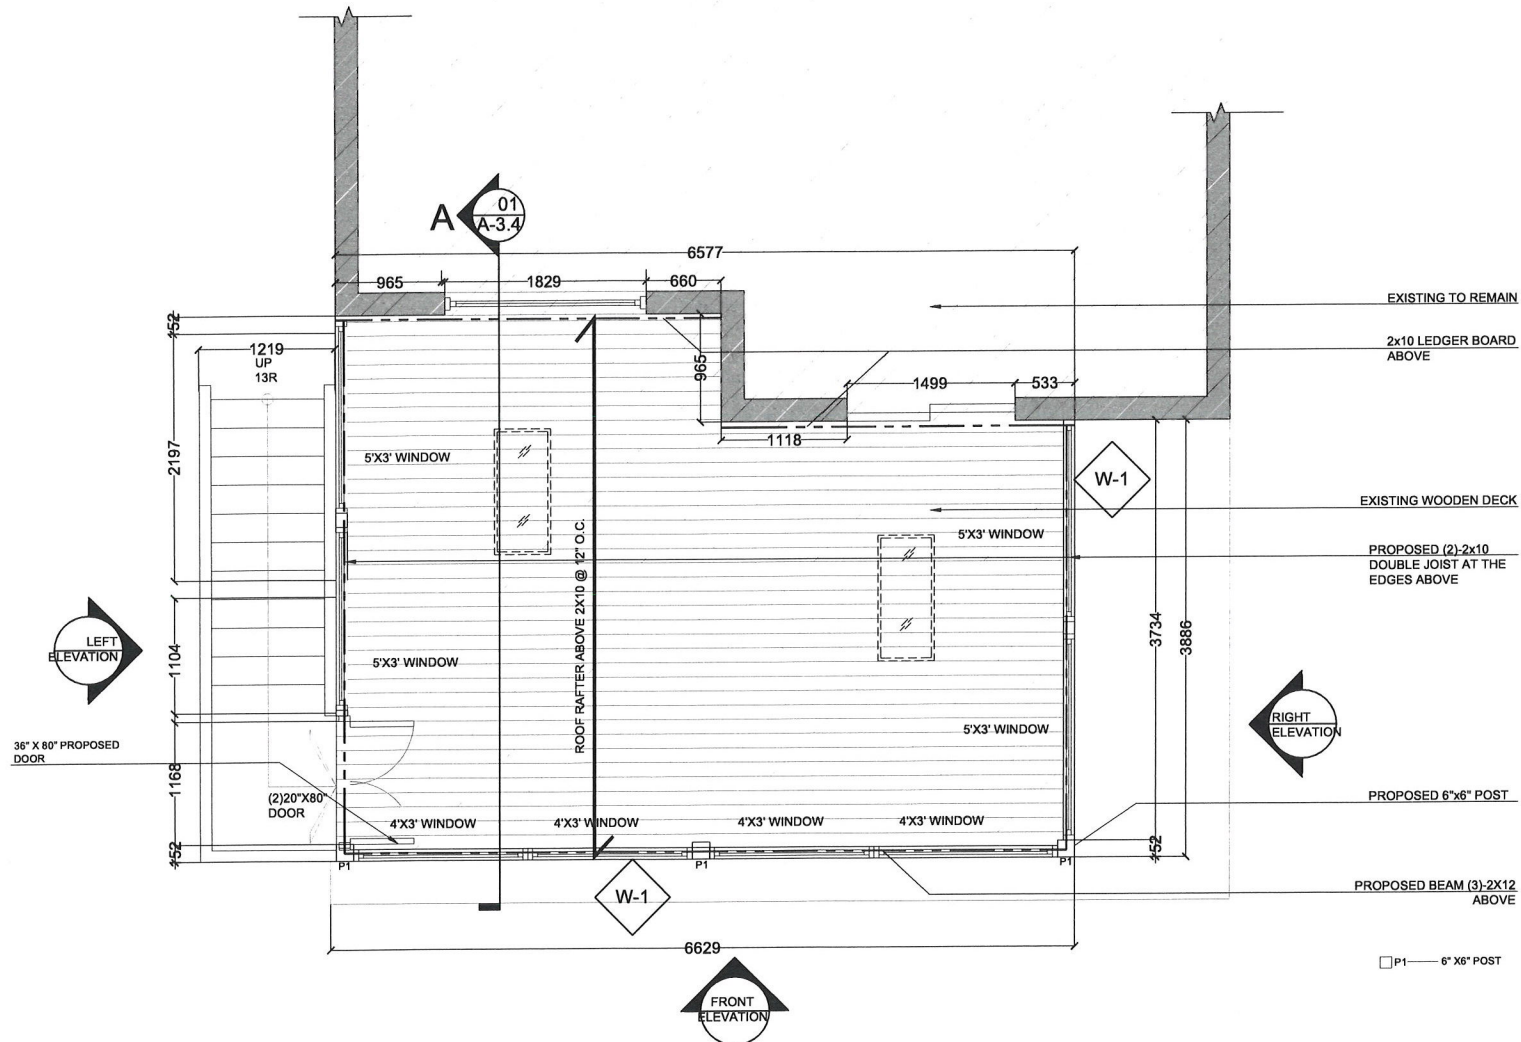 01
A
A-3.4
6577
965
1829
660
EXISTING TO REMAIN
52
2x10 LEDGER BOARD
ABOVE
1219
UP
13R
965
1499
533
1118
2197
5'X3' WINDOW
W-1
EXISTING WOODEN DECK
5'X3' WINDOW
ROOF RAFTER ABOVE 2X10 @ 12" O.C.
PROPOSED (2)-2x10
DOUBLE JOIST AT THE
EDGES ABOVE
3734
3886
LEFT
ELEVATION
1104
5'X3' WINDOW
RIGHT
ELEVATION
5'X3' WINDOW
36" X 80" PROPOSED
DOOR
1168
(2)20"X80"
DOOR
PROPOSED 6"x6" POST
4'X3' WINDOW
4'X3' WINDOW
4'X3' WINDOW
4'X3' WINDOW
52
52
P1
P1
P1
PROPOSED BEAM (3)-2X12
ABOVE
W-1
6629
P1
6" X6" POST
FRONT
ELEVATION